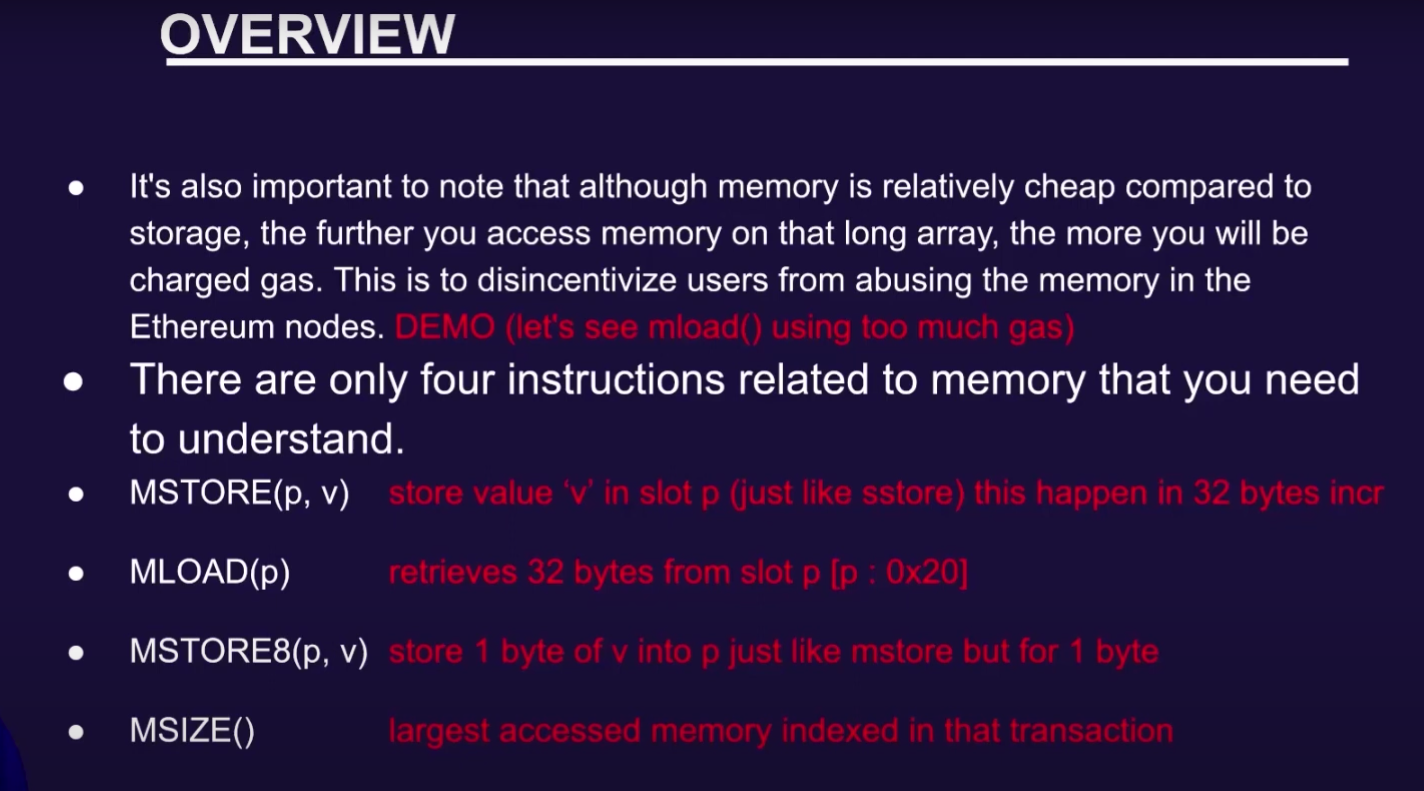 OVERVIEW
It's also important to note that although memory is relatively cheap compared to
storage, the further you access memory on that long array, the more you will be
charged gas. This is to disincentivize users from abusing the memory in the
Ethereum nodes. DEMO (let's see mload() using too much gas)
There are only four instructions related to memory that you need
to understand.
MSTORE(p, v) store value ‘v’ in slot p (just like sstore) this happen in 32 bytes incr
MLOAD(p) retrieves 32 bytes from slot p [p : 0x20]
MSTORE8(p, v) store 1 byte of v into p just like mstore but for 1 byte
MSIZE() largest accessed memory indexed in that transaction